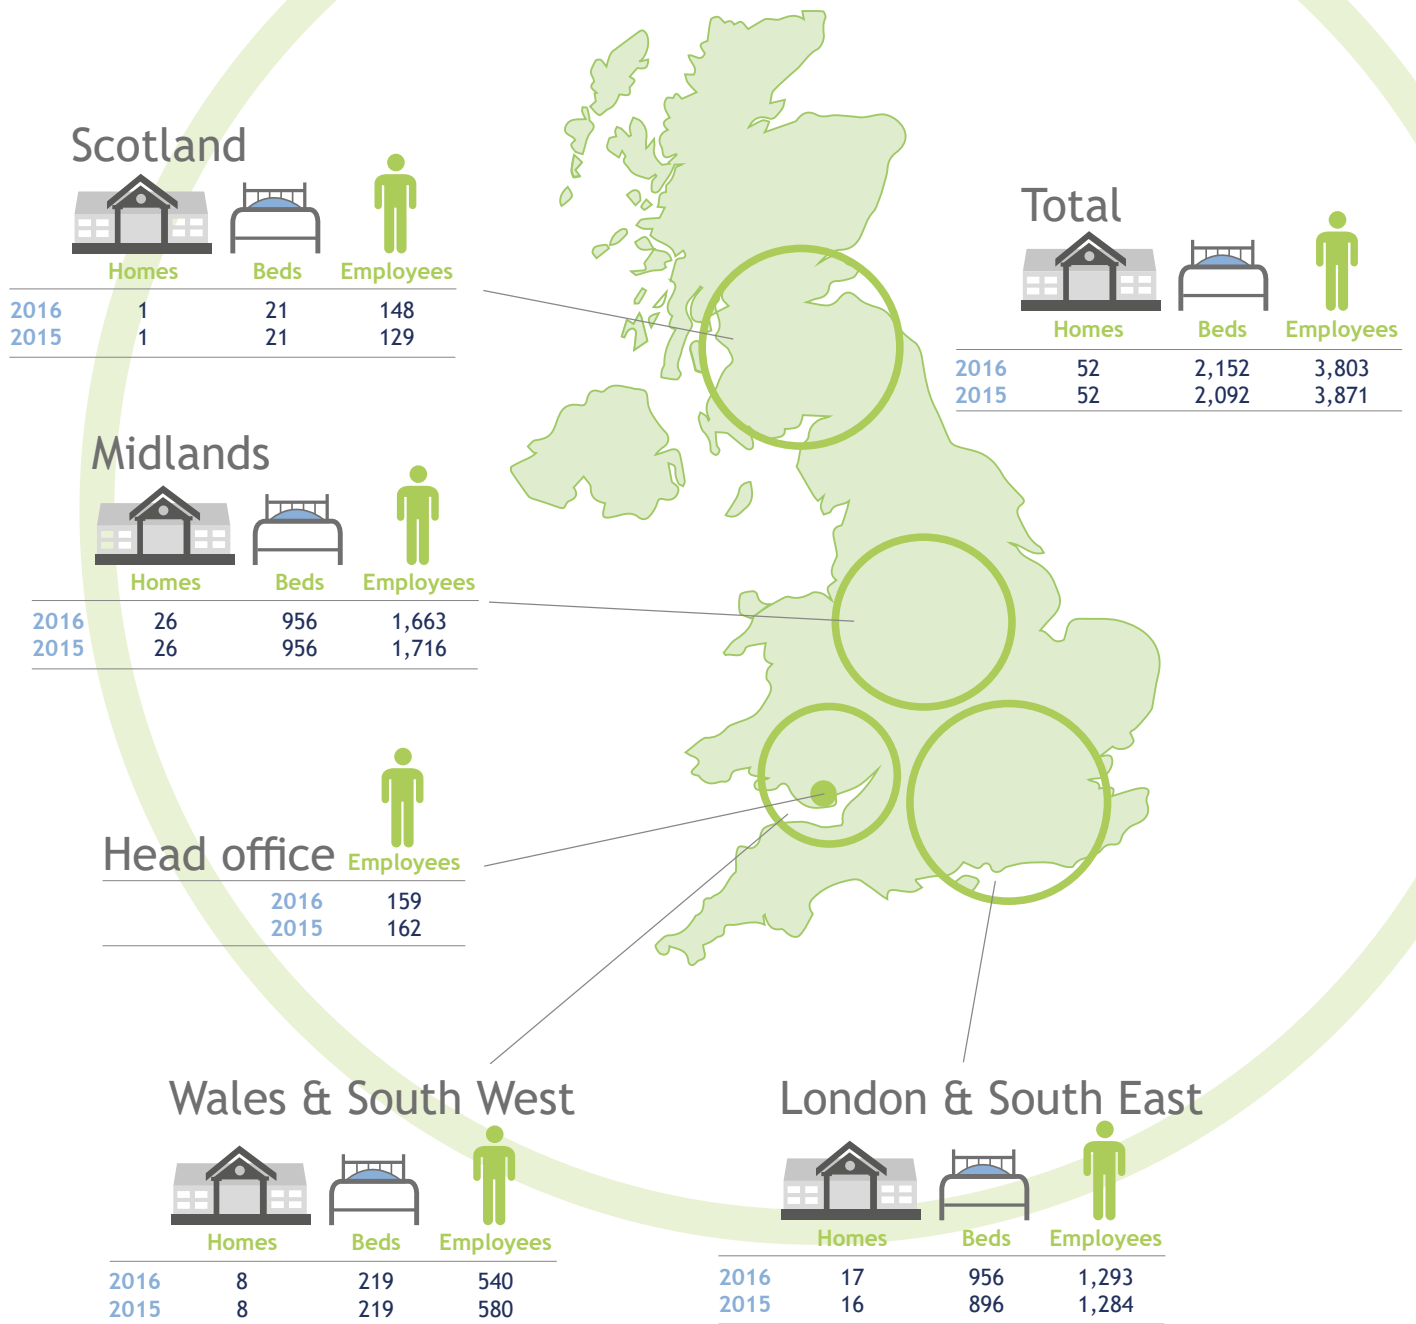 Scotland
Homes Beds Employees
2016 1 21 148
2015 1 21 129
Total
Homes Beds Employees
2016 52 2,152 3,803
2015 52 2,092 3,871
Midlands
Homes Beds Employees
2016 26 956 1,663
2015 26 956 1,716
Head office Employees
2016 159
2015 162
Wales & South West
Homes Beds Employees
2016 8 219 540
2015 8 219 580
London & South East
Homes Beds Employees
2016 17 956 1,293
2015 16 896 1,284